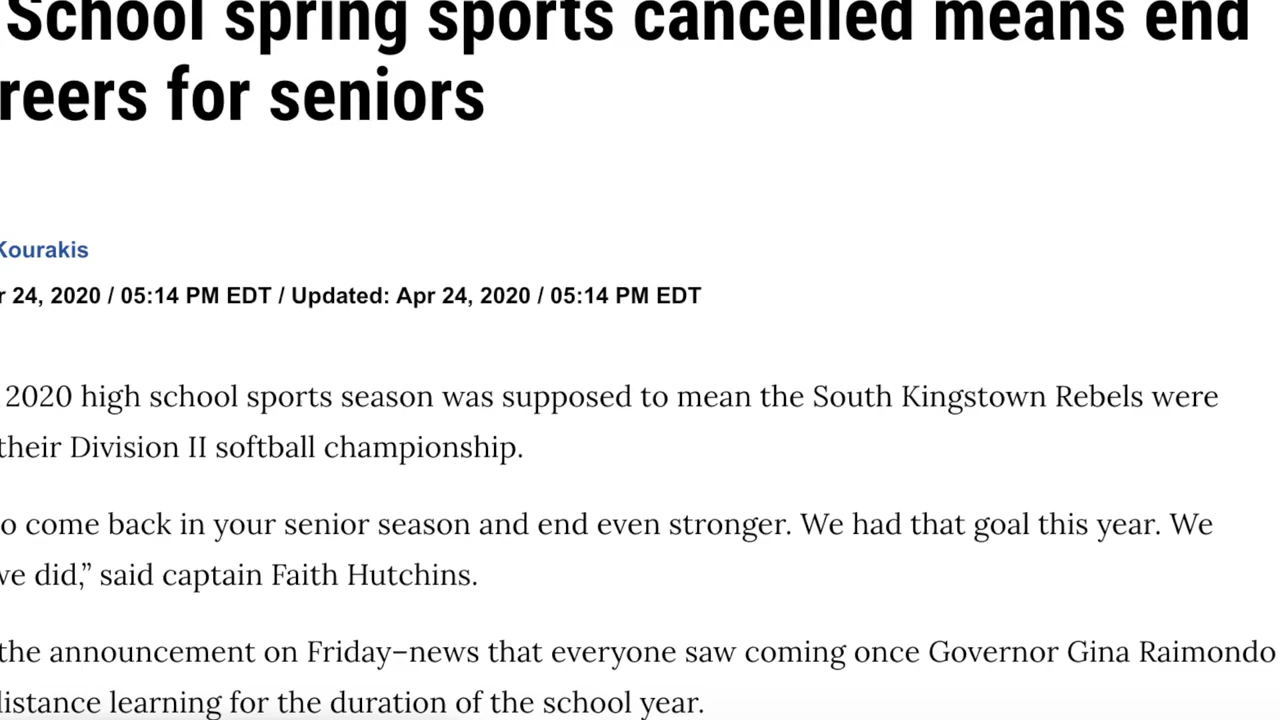 School spring sports cancelled means end
reers for seniors
Kourakis
r 24, 2020 / 05:14 PM EDT / Updated: Apr 24, 2020 / 05:14 PM EDT
2020 high school sports season was supposed to mean the South Kingstown Rebels were
their Division II softball championship.
o come back in your senior season and end even stronger. We had that goal this year. We
we did,” said captain Faith Hutchins.
the announcement on Friday–news that everyone saw coming once Governor Gina Raimondo
distance learning for the duration of the school year.